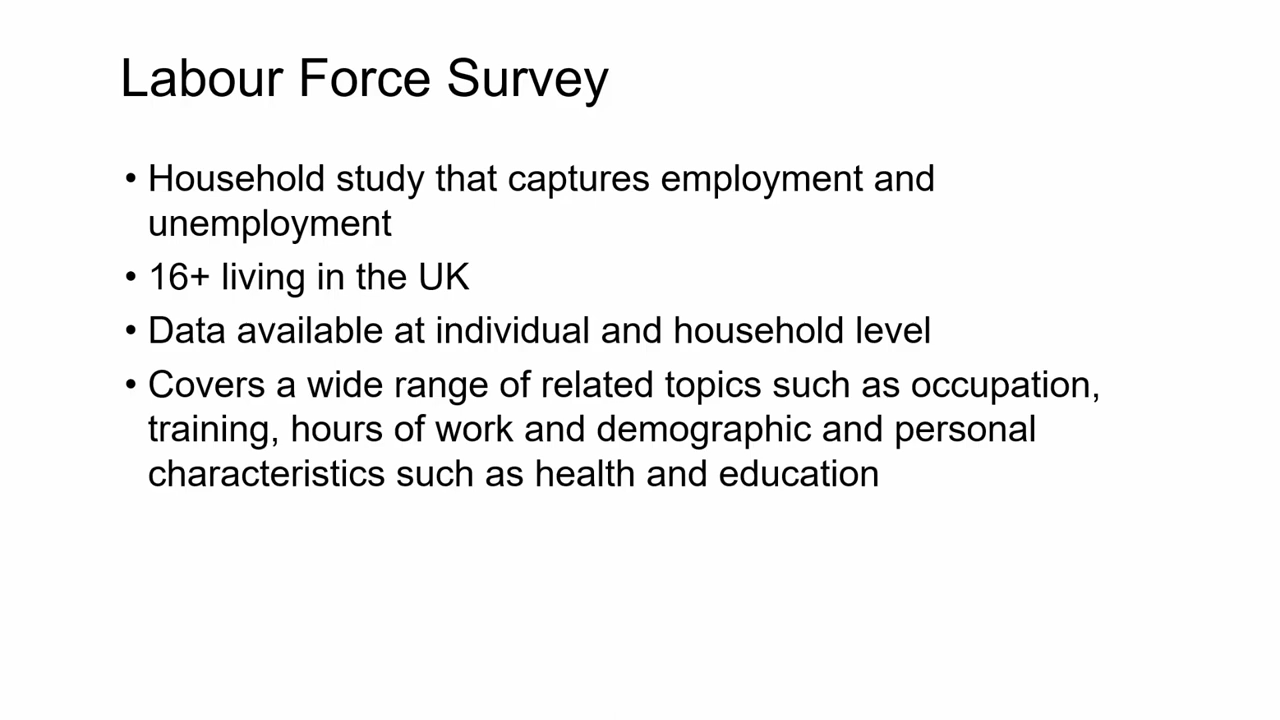 Labour Force Survey
• Household study that captures employment and
unemployment
• 16+ living in the UK
• Data available at individual and household level
• Covers a wide range of related topics such as occupation,
training, hours of work and demographic and personal
characteristics such as health and education